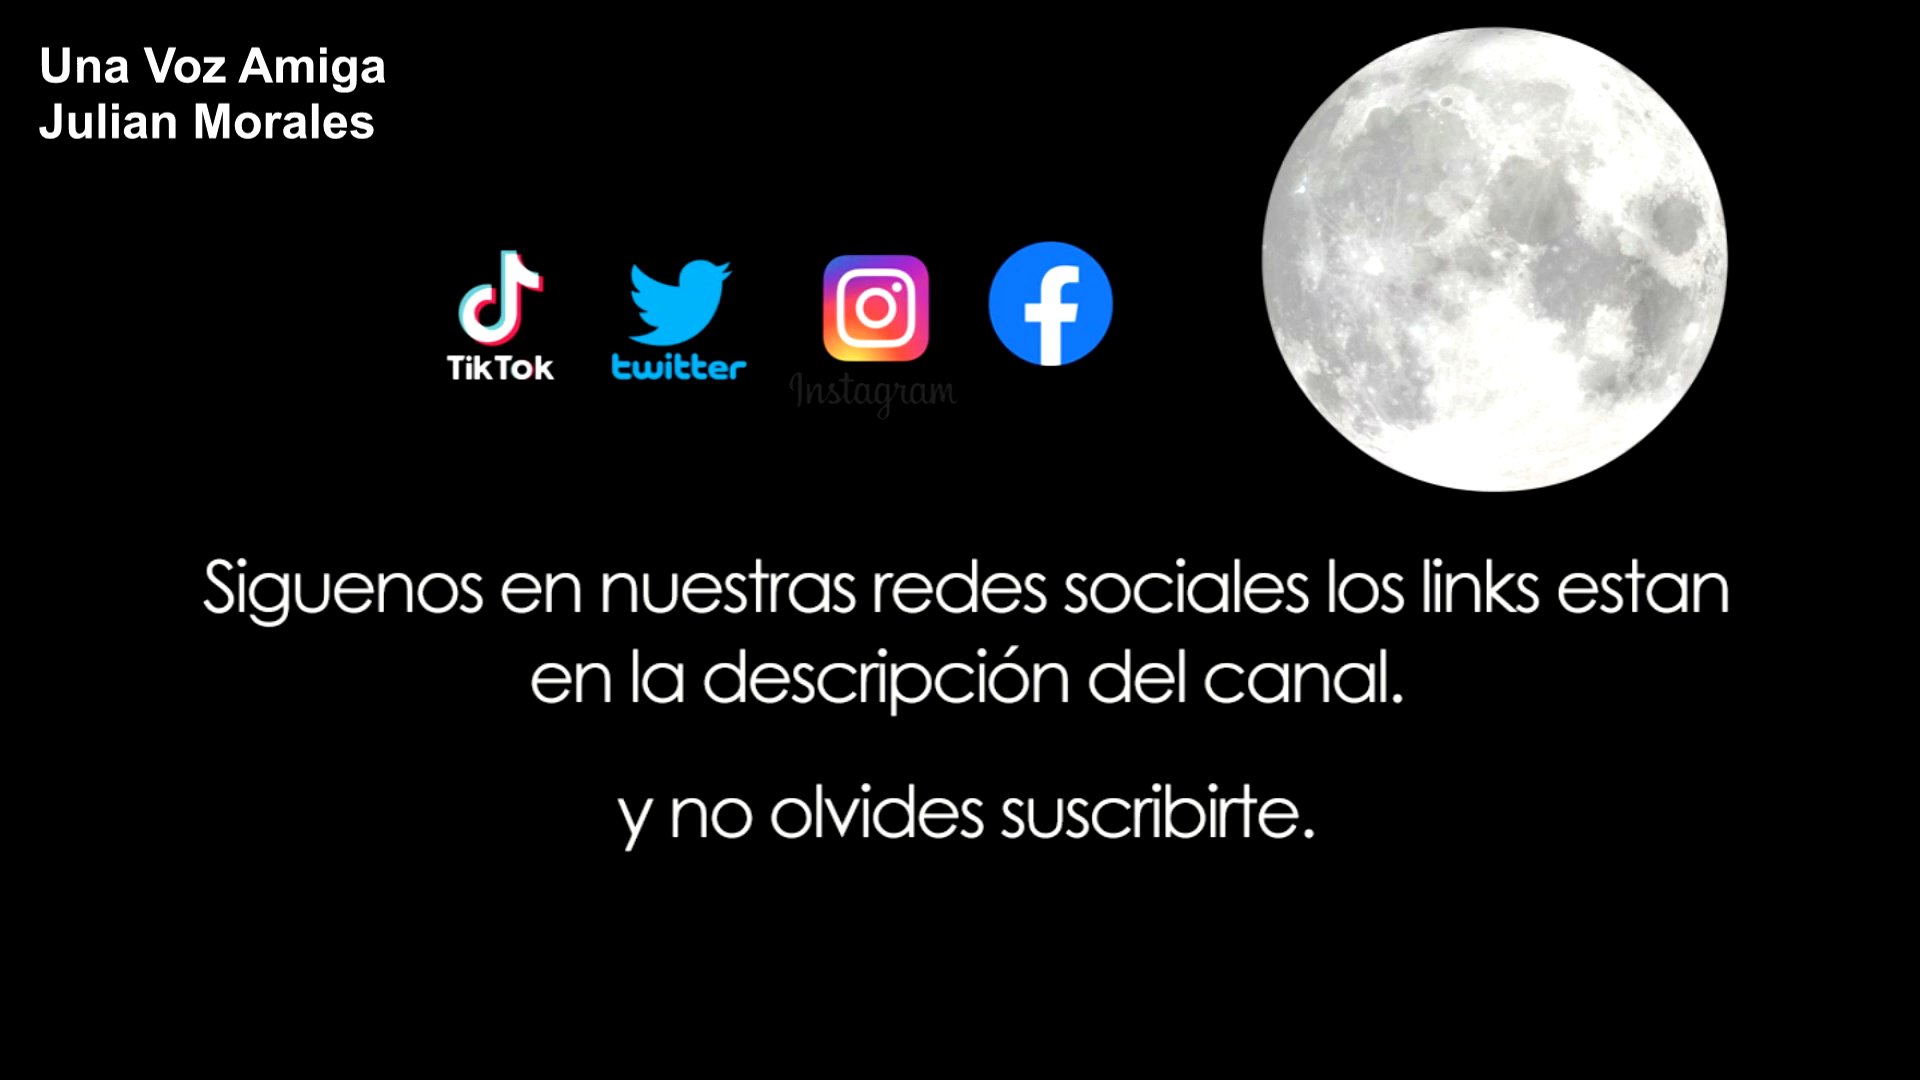 Una Voz Amiga
Julian Morales
TikTok
twitter
Instagram
Siguenos en nuestras redes sociales los links estan
en la descripción del canal.
y no olvides suscribirte.